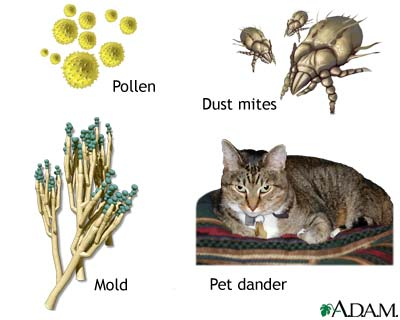 Pollen
Dust mites
Mold
Pet dander
A.D.A.M.